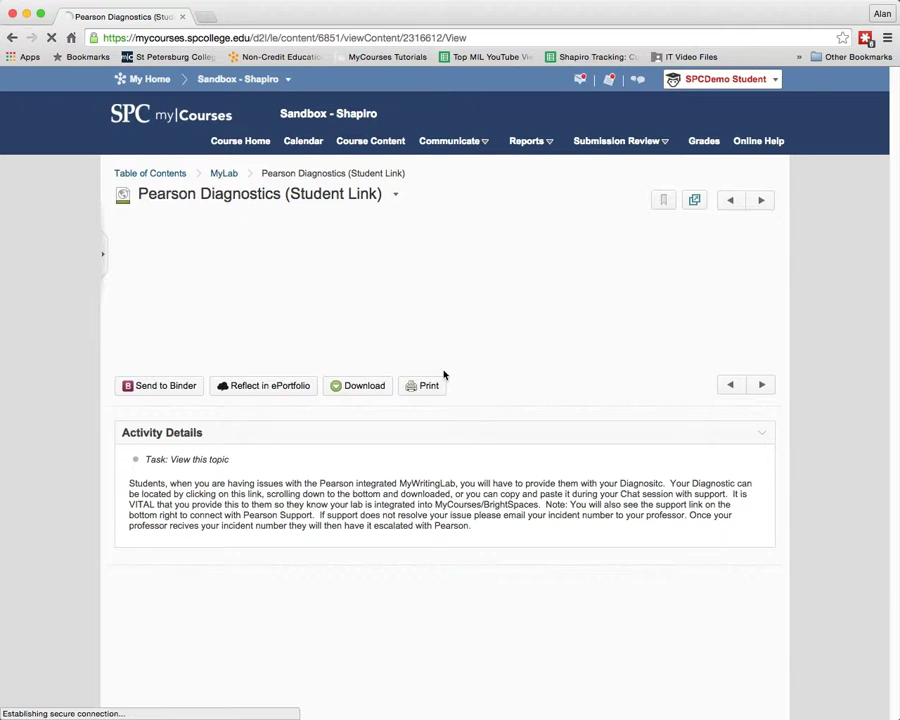 Pearson Diagnostics (Stud
Alan
https://mycourses.spcollege.edu/d2l/le/content/6851/viewContent/2316612/View
Apps Bookmarks St Petersburg Colleg Non-Credit Education MyCourses Tutorials Top MIL YouTube Vi Shapiro Tracking: Co IT Video Files » Other Bookmarks
My Home Sandbox - Shapiro SPCDemo Student
SPC my|Courses Sandbox - Shapiro
Course Home Calendar Course Content Communicate Reports Submission Review Grades Online Help
Table of Contents MyLab Pearson Diagnostics (Student Link)
Pearson Diagnostics (Student Link)
Send to Binder Reflect in ePortfolio Download Print
Activity Details
Task: View this topic
Students, when you are having issues with the Pearson integrated MyWritingLab, you will have to provide them with your Diagnositc. Your Diagnostic can
be located by clicking on this link, scrolling down to the bottom and downloaded, or you can copy and paste it during your Chat session with support. It is
VITAL that you provide this to them so they know your lab is integrated into MyCourses/BrightSpaces. Note: You will also see the support link on the
bottom right to connect with Pearson Support. If support does not resolve your issue please email your incident number to your professor. Once your
professor recives your incident number they will then have it escalated with Pearson.
Establishing secure connection...